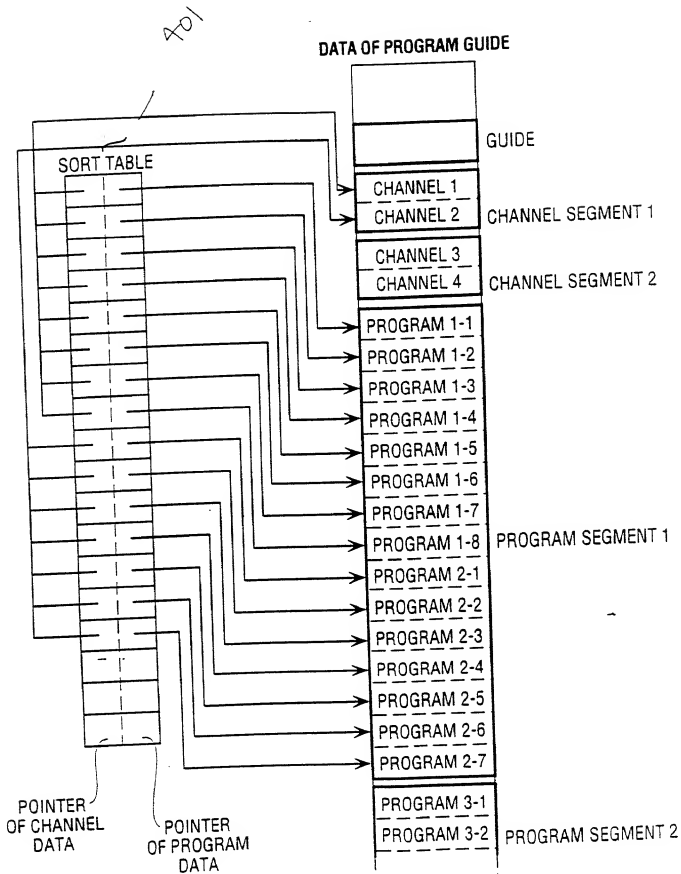 401
DATA OF PROGRAM GUIDE
GUIDE
SORT TABLE
CHANNEL 1
CHANNEL 2
CHANNEL SEGMENT 1
CHANNEL 3
CHANNEL 4
CHANNEL SEGMENT 2
PROGRAM 1-1
PROGRAM 1-2
PROGRAM 1-3
PROGRAM 1-4
PROGRAM 1-5
PROGRAM 1-6
PROGRAM 1-7
PROGRAM 1-8
PROGRAM SEGMENT 1
PROGRAM 2-1
PROGRAM 2-2
PROGRAM 2-3
PROGRAM 2-4
PROGRAM 2-5
PROGRAM 2-6
PROGRAM 2-7
PROGRAM 3-1
PROGRAM 3-2
PROGRAM SEGMENT 2
POINTER
OF CHANNEL
DATA
POINTER
OF PROGRAM
DATA